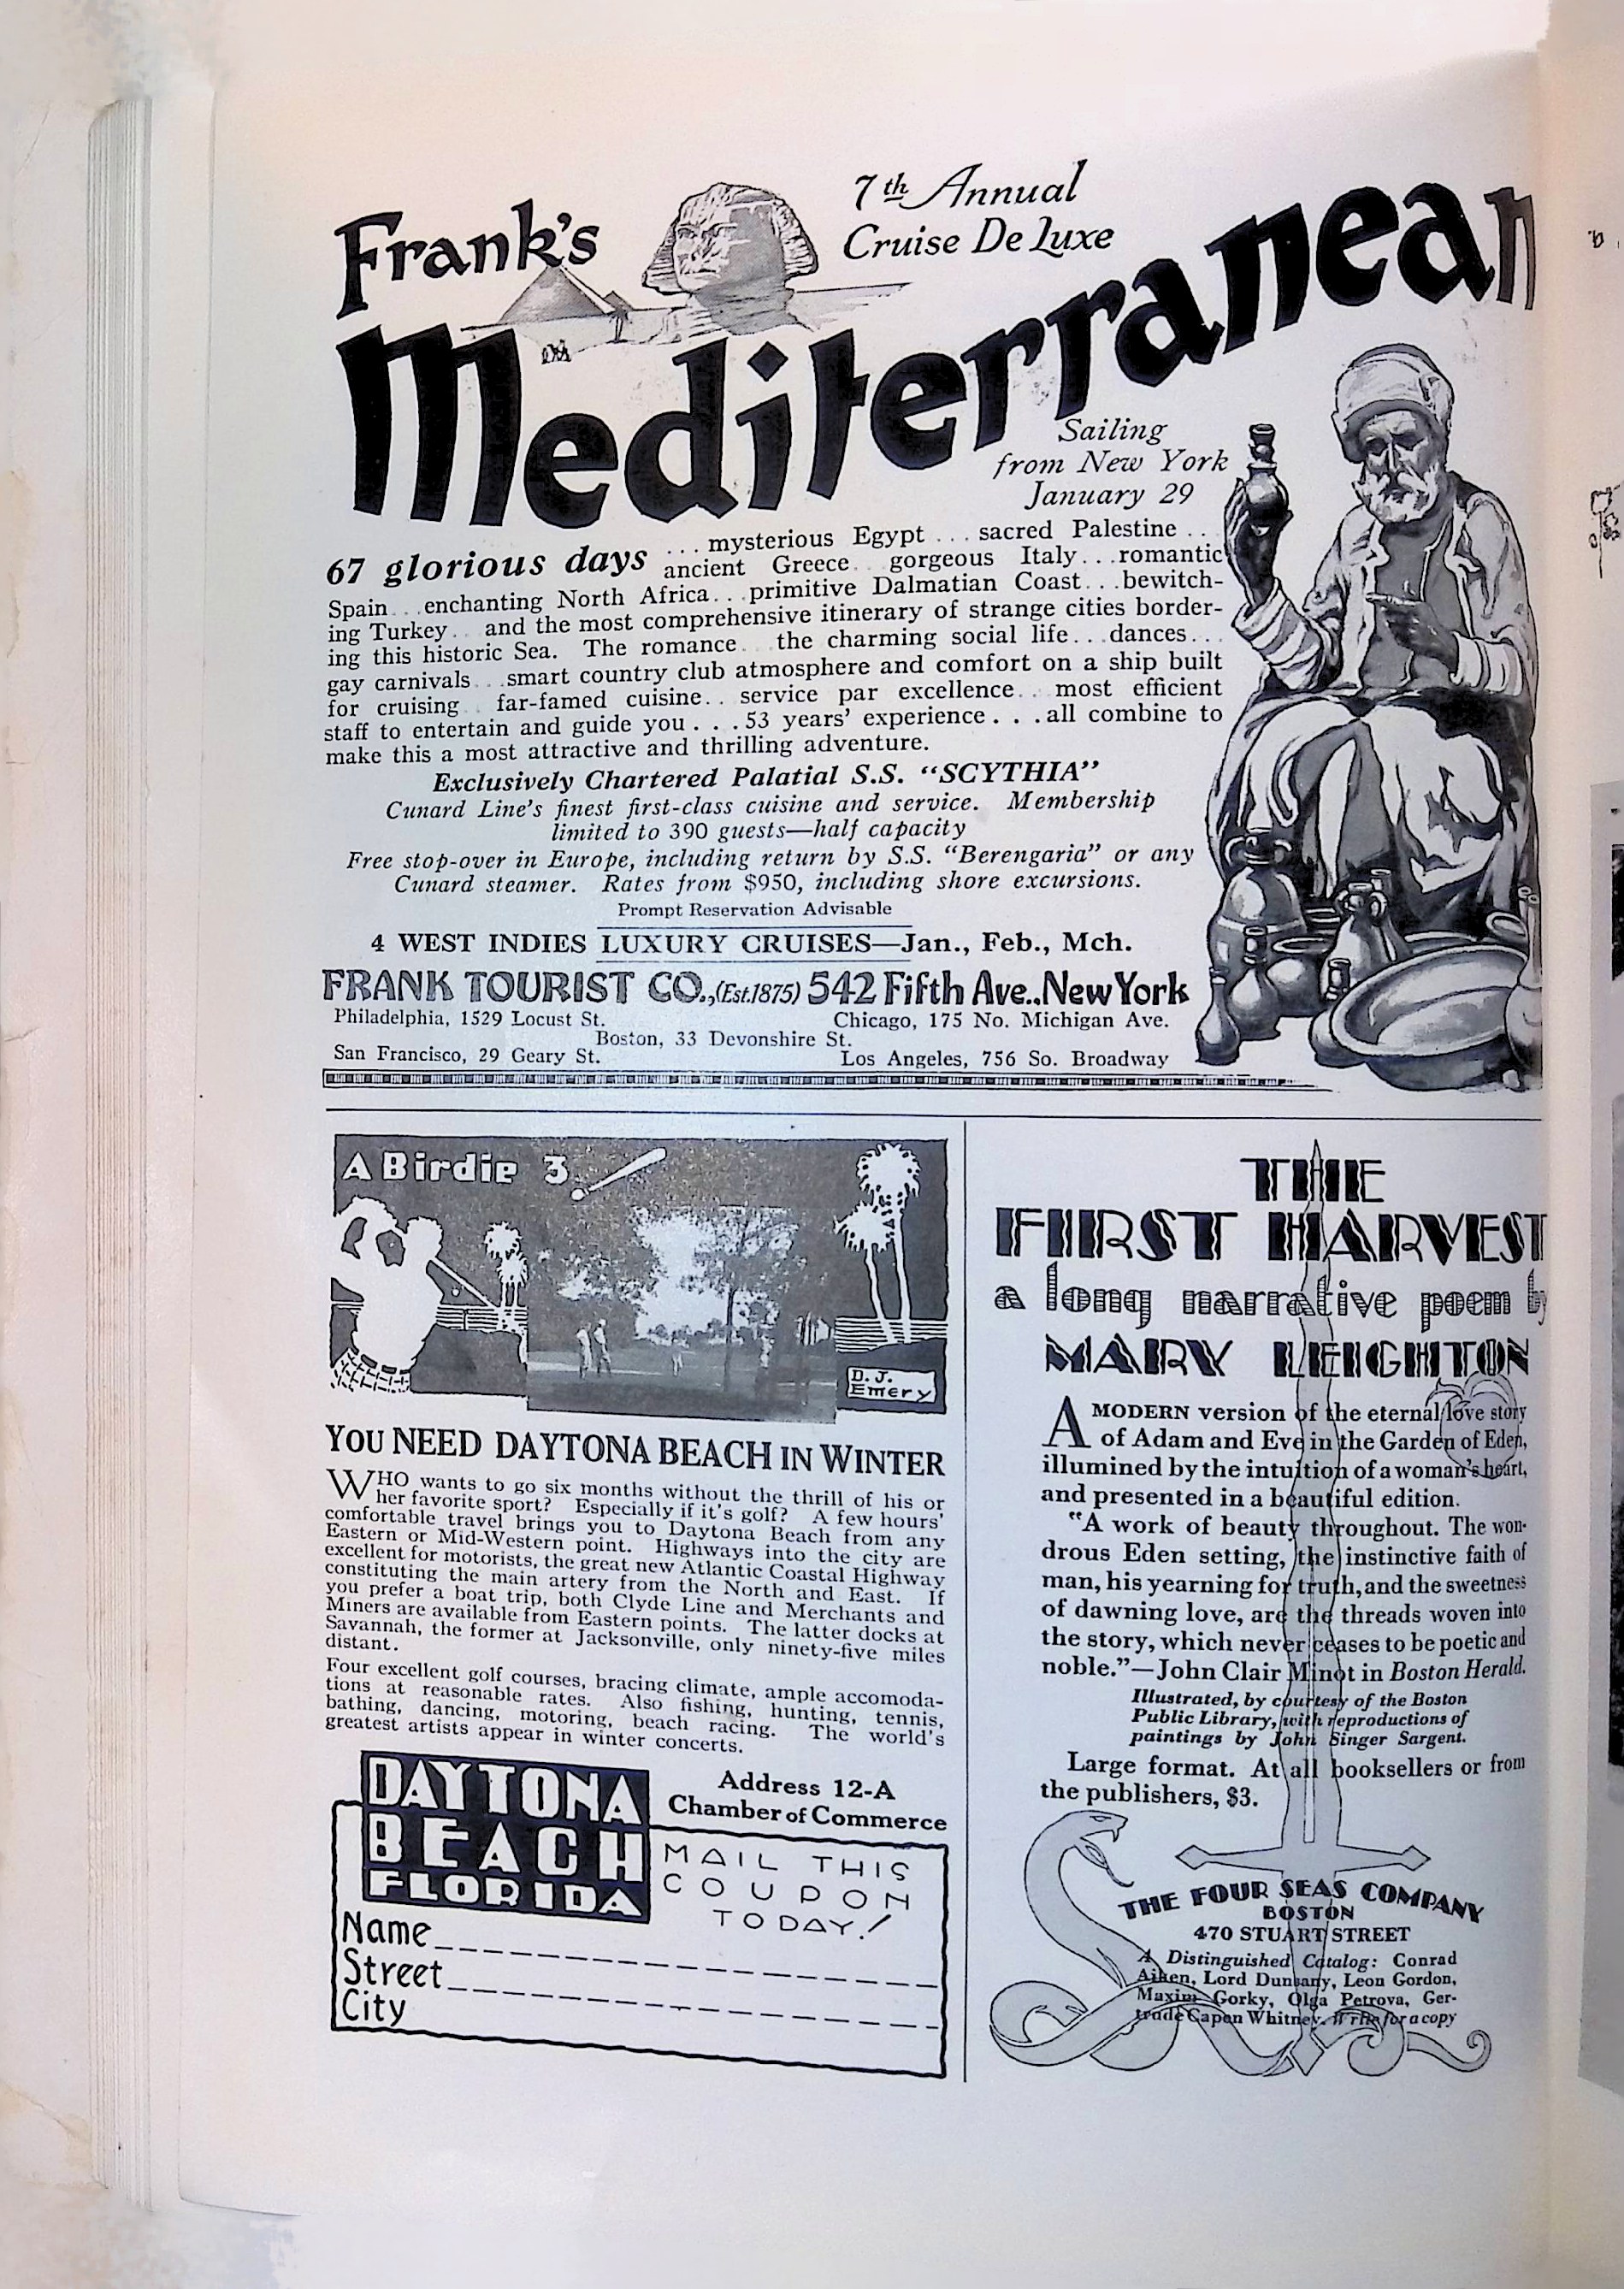 Frank's
7th Annual
Cruise De Luxe
Mediterranean
Sailing
from New York
January 29
67 glorious days ... mysterious Egypt ... sacred Palestine ..
ancient Greece.. gorgeous Italy...romantic
Spain...enchanting North Africa...primitive Dalmatian Coast...bewitch-
ing Turkey.. and the most comprehensive itinerary of strange cities border-
ing this historic Sea. The romance... the charming social life...dances...
gay carnivals...smart country club atmosphere and comfort on a ship built
for cruising.. far-famed cuisine.. service par excellence.. most efficient
staff to entertain and guide you . . . 53 years' experience . . . all combine to
make this a most attractive and thrilling adventure.
Exclusively Chartered Palatial S.S. "SCYTHIA"
Cunard Line's finest first-class cuisine and service. Membership
limited to 390 guests—half capacity
Free stop-over in Europe, including return by S.S. "Berengaria" or any
Cunard steamer. Rates from $950, including shore excursions.
Prompt Reservation Advisable
4 WEST INDIES LUXURY CRUISES—Jan., Feb., Mch.
FRANK TOURIST CO., (Est. 1875) 542 Fifth Ave., New York
Philadelphia, 1529 Locust St. Chicago, 175 No. Michigan Ave.
Boston, 33 Devonshire St.
San Francisco, 29 Geary St. Los Angeles, 756 So. Broadway
A Birdie 3
D. J.
Emery
YOU NEED DAYTONA BEACH IN WINTER
WHO wants to go six months without the thrill of his or
her favorite sport? Especially if it's golf? A few hours'
comfortable travel brings you to Daytona Beach from any
Eastern or Mid-Western point. Highways into the city are
excellent for motorists, the great new Atlantic Coastal Highway
constituting the main artery from the North and East. If
you prefer a boat trip, both Clyde Line and Merchants and
Miners are available from Eastern points. The latter docks at
Savannah, the former at Jacksonville, only ninety-five miles
distant.
Four excellent golf courses, bracing climate, ample accomoda-
tions at reasonable rates. Also fishing, hunting, tennis,
bathing, dancing, motoring, beach racing. The world's
greatest artists appear in winter concerts.
Address 12-A
Chamber of Commerce
DAYTONA
BEACH
FLORIDA
MAIL THIS
COUPON
TODAY!
Name
Street
City
THE
FIRST HARVEST
a long narrative poem by
MARY LEIGHTON
A MODERN version of the eternal love story
of Adam and Eve in the Garden of Eden,
illumined by the intuition of a woman's heart,
and presented in a beautiful edition.
"A work of beauty throughout. The won-
drous Eden setting, the instinctive faith of
man, his yearning for truth, and the sweetness
of dawning love, are the threads woven into
the story, which never ceases to be poetic and
noble."—John Clair Minot in Boston Herald.
Illustrated, by courtesy of the Boston
Public Library, with reproductions of
paintings by John Singer Sargent.
Large format. At all booksellers or from
the publishers, $3.
THE FOUR SEAS COMPANY
BOSTON
470 STUART STREET
A Distinguished Catalog: Conrad
Aiken, Lord Dunsany, Leon Gordon,
Maxim Gorky, Olga Petrova, Ger-
trude Capen Whitney. Write for a copy